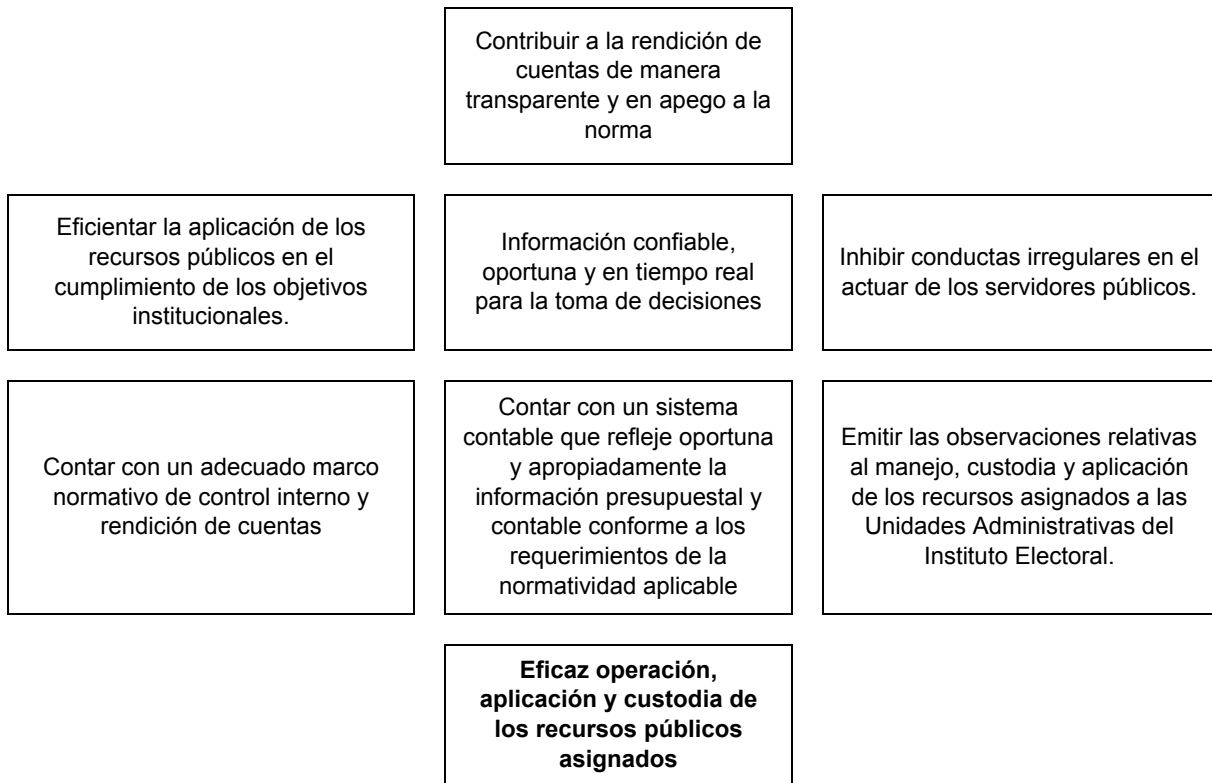 Contribuir a la rendición de
cuentas de manera
transparente y en apego a la
norma
Eficientar la aplicación de los
recursos públicos en el
cumplimiento de los objetivos
institucionales.
Información confiable,
oportuna y en tiempo real
para la toma de decisiones
Inhibir conductas irregulares en el
actuar de los servidores públicos.
Contar con un adecuado marco
normativo de control interno y
rendición de cuentas
Contar con un sistema
contable que refleje oportuna
y apropiadamente la
información presupuestal y
contable conforme a los
requerimientos de la
normatividad aplicable
Emitir las observaciones relativas
al manejo, custodia y aplicación
de los recursos asignados a las
Unidades Administrativas del
Instituto Electoral.
Eficaz operación,
aplicación y custodia de
los recursos públicos
asignados